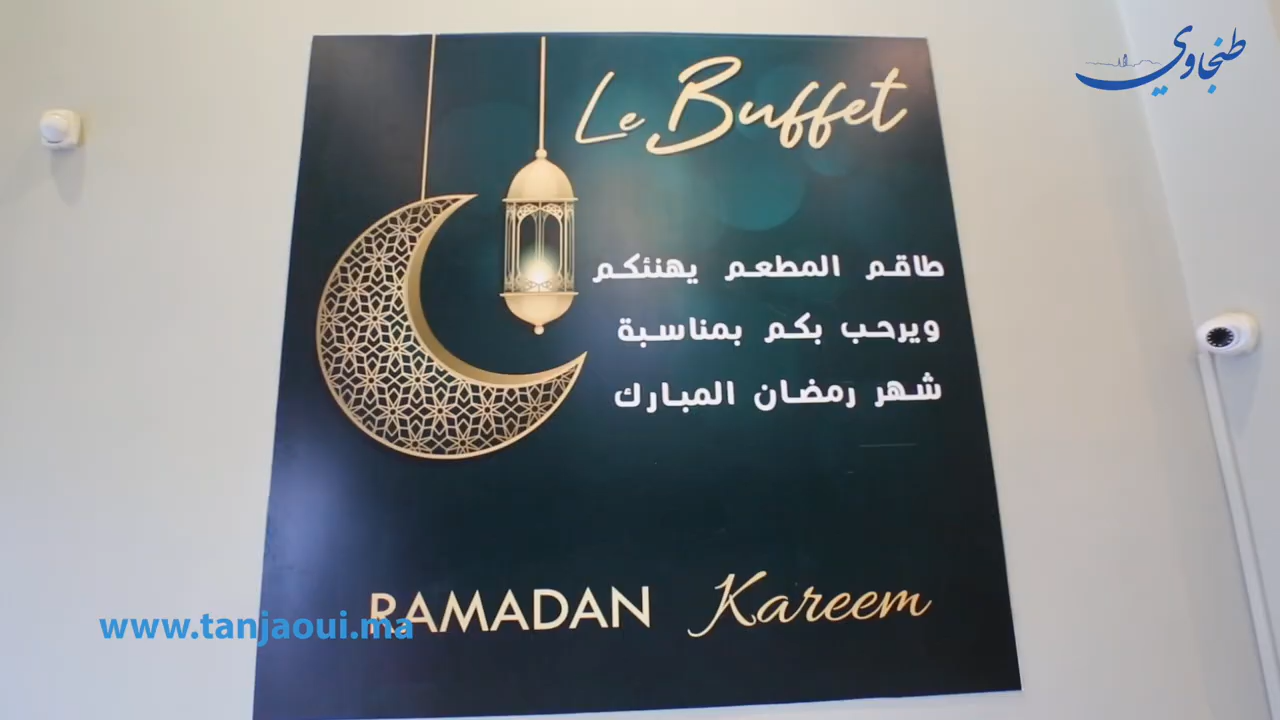 طنجاوي
Le Buffet
طاقم المطعم يهنئكم
ويرحب بكم بمناسبة
شهر رمضان المبارك
RAMADAN Kareem
www.tanjaoui.ma